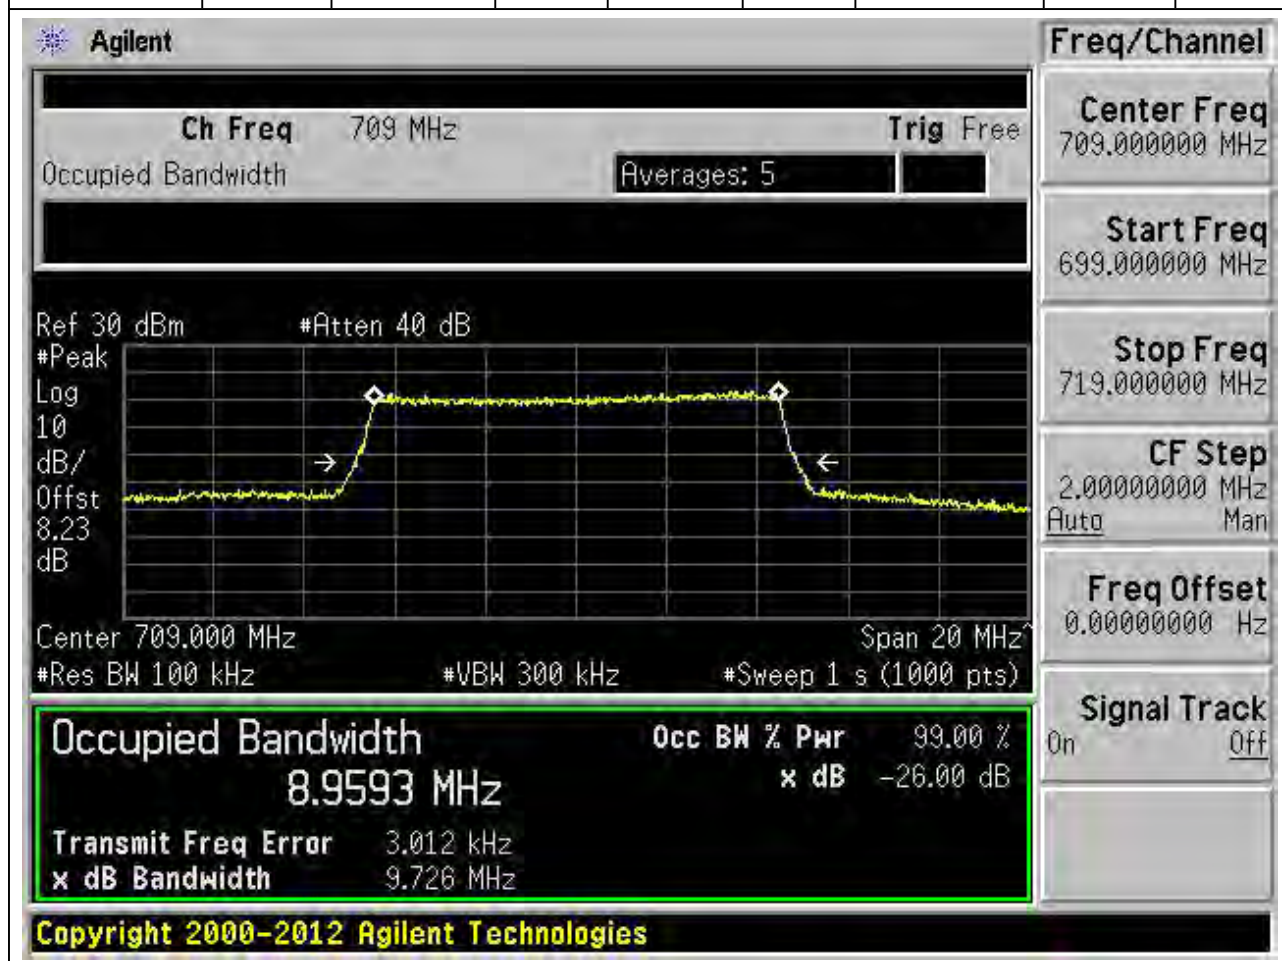 Agilent
Freq/Channel
Ch Freq 709 MHz
Trig Free
Occupied Bandwidth
Averages: 5
Center Freq
709.000000 MHz
Start Freq
699.000000 MHz
Stop Freq
719.000000 MHz
CF Step
2.00000000 MHz
Auto Man
Freq Offset
0.00000000 Hz
Signal Track
On Off
Ref 30 dBm #Atten 40 dB
#Peak
Log
10
dB/
Offst
8.23
dB
Center 709.000 MHz Span 20 MHz^
#Res BW 100 kHz #VBW 300 kHz #Sweep 1 s (1000 pts)
Occupied Bandwidth
8.9593 MHz
Occ BW % Pwr 99.00 %
x dB -26.00 dB
Transmit Freq Error 3.012 kHz
x dB Bandwidth 9.726 MHz
Copyright 2000-2012 Agilent Technologies